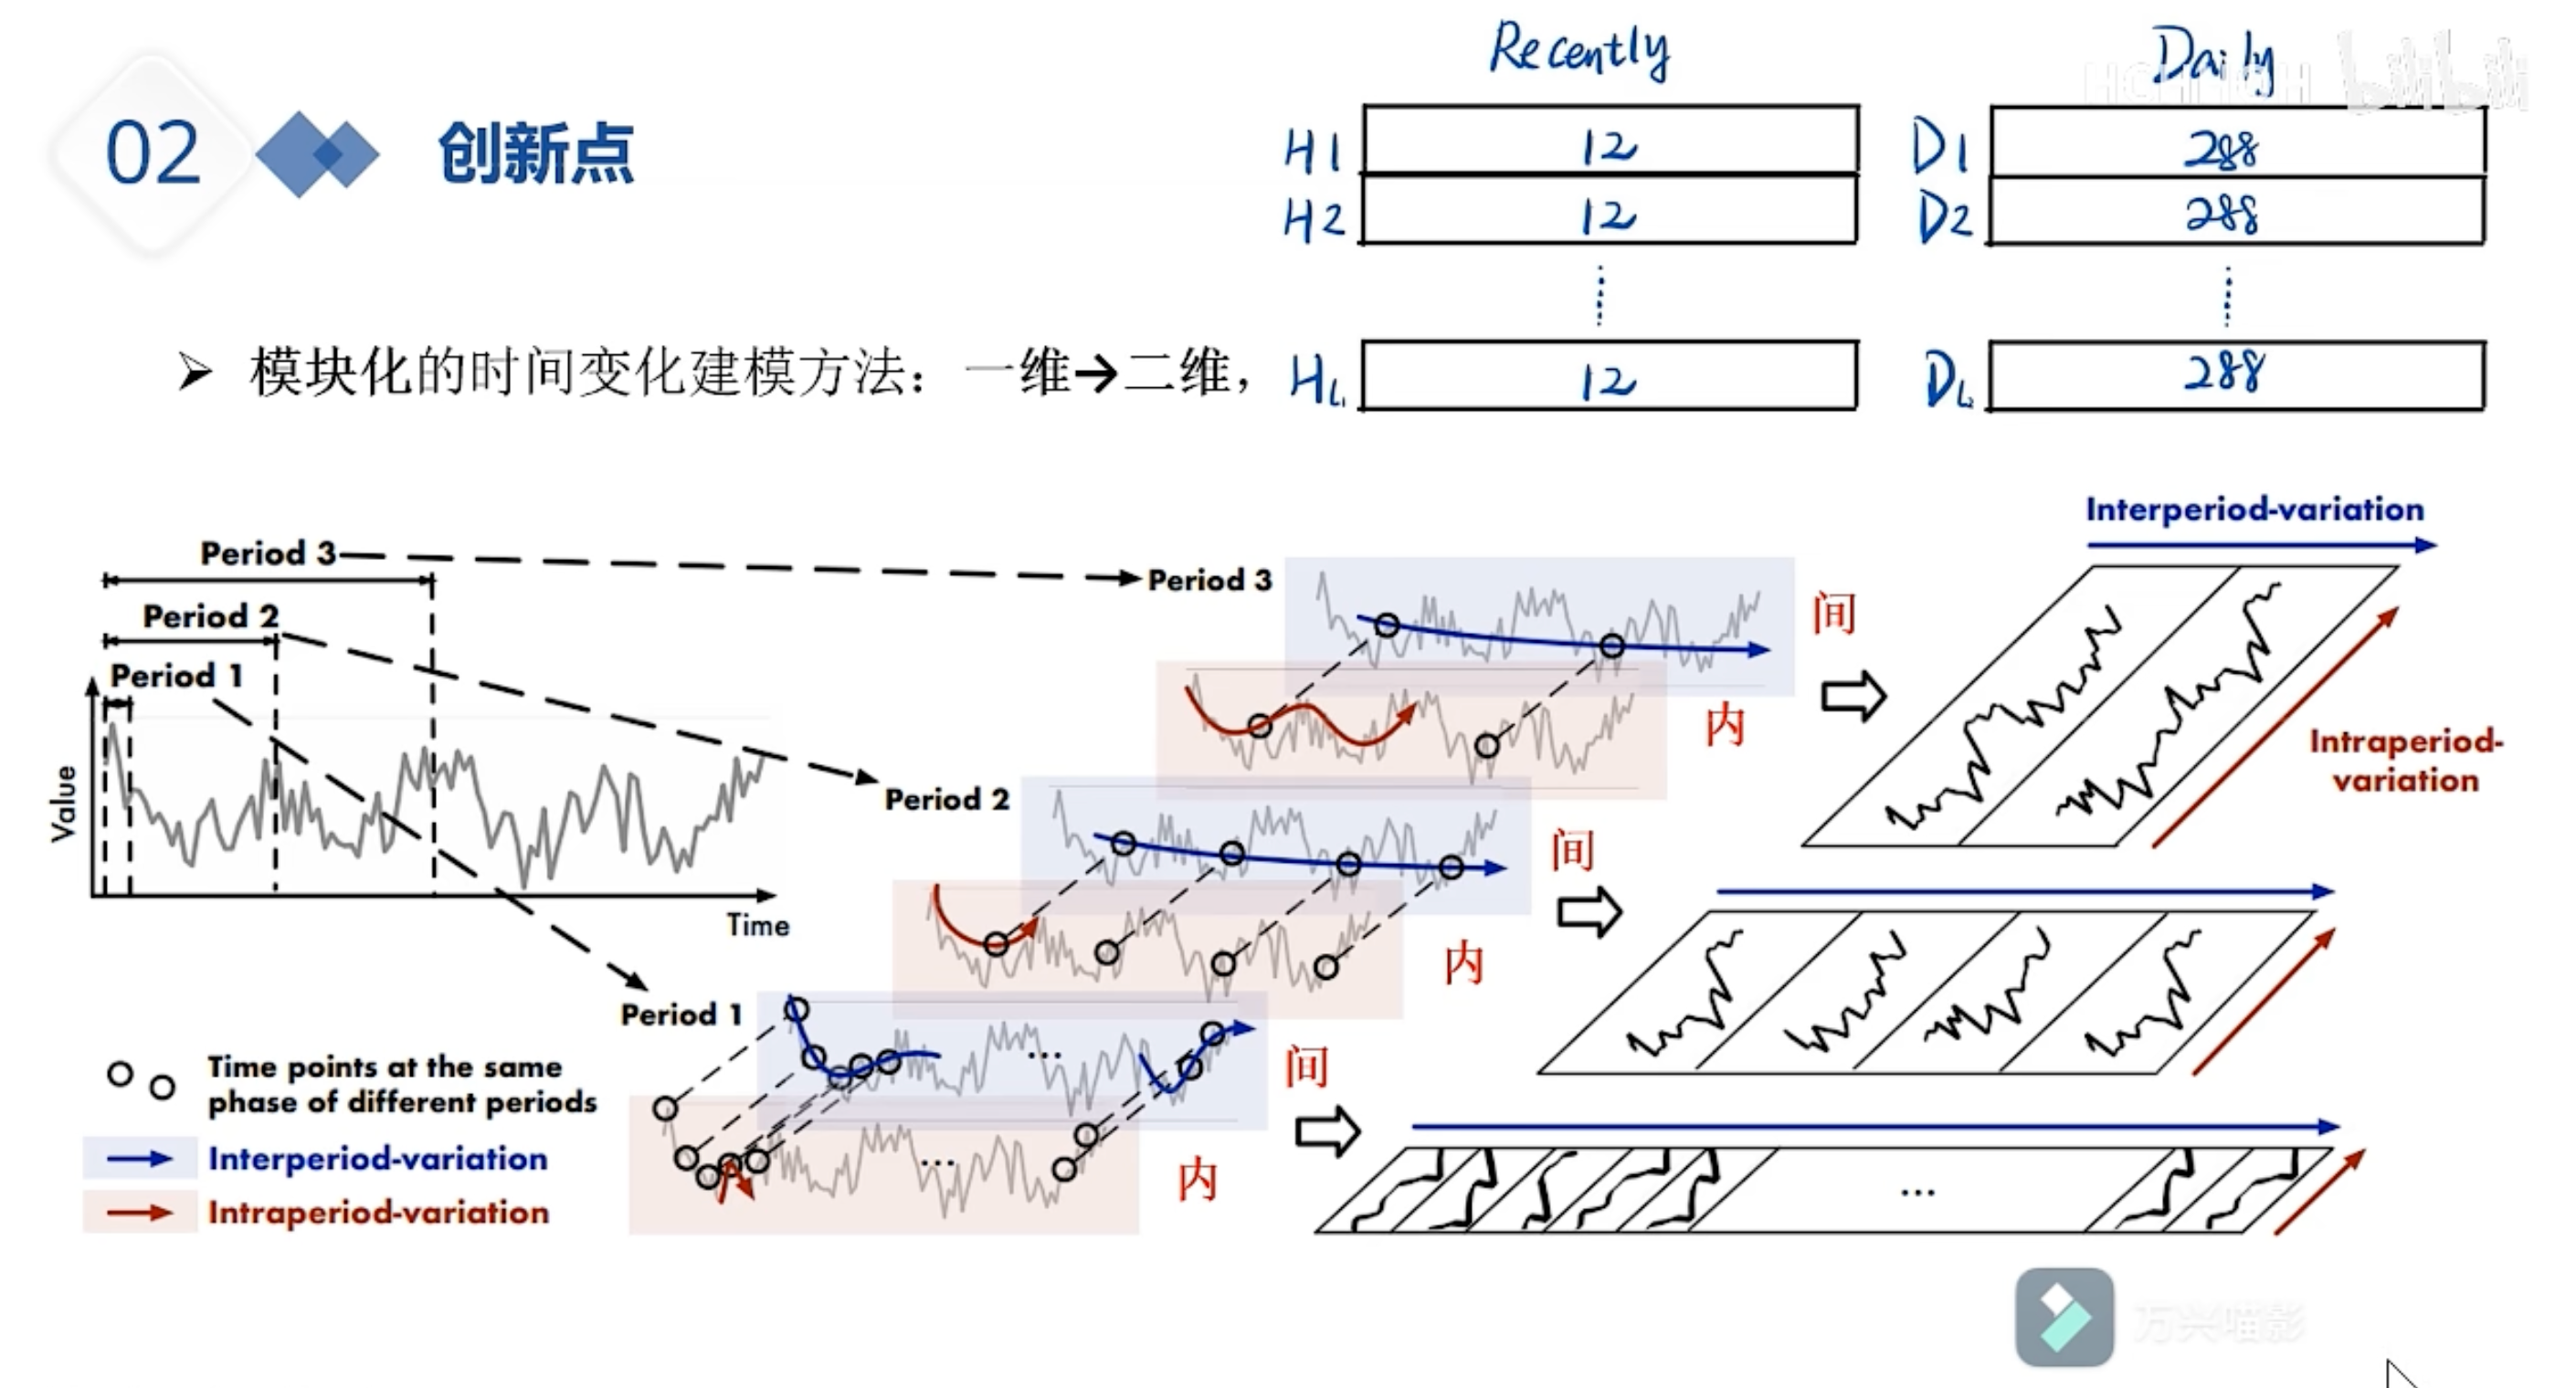 Recently
Daily
bilibili
02
创新点
H1 12
D1 288
H2 12
D2 288
模块化的时间变化建模方法：一维→二维，
HL1 12
DL2 288
Interperiod-variation
Period 3
Period 2
Period 1
Value
Time
Period 3
间
内
Intraperiod-
variation
Period 2
间
内
Period 1
...
间
...
内
...
Time points at the same
phase of different periods
Interperiod-variation
Intraperiod-variation
万兴喵影